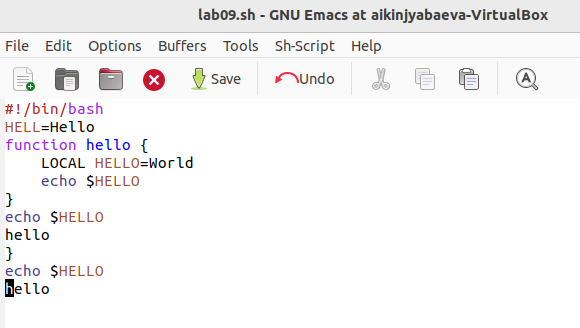 lab09.sh - GNU Emacs at aikinjyabaeva-VirtualBox
File Edit Options Buffers Tools Sh-Script Help
Save Undo
#!/bin/bash
HELL=Hello
function hello {
    LOCAL HELLO=World
    echo $HELLO
}
echo $HELLO
hello
}
echo $HELLO
hello